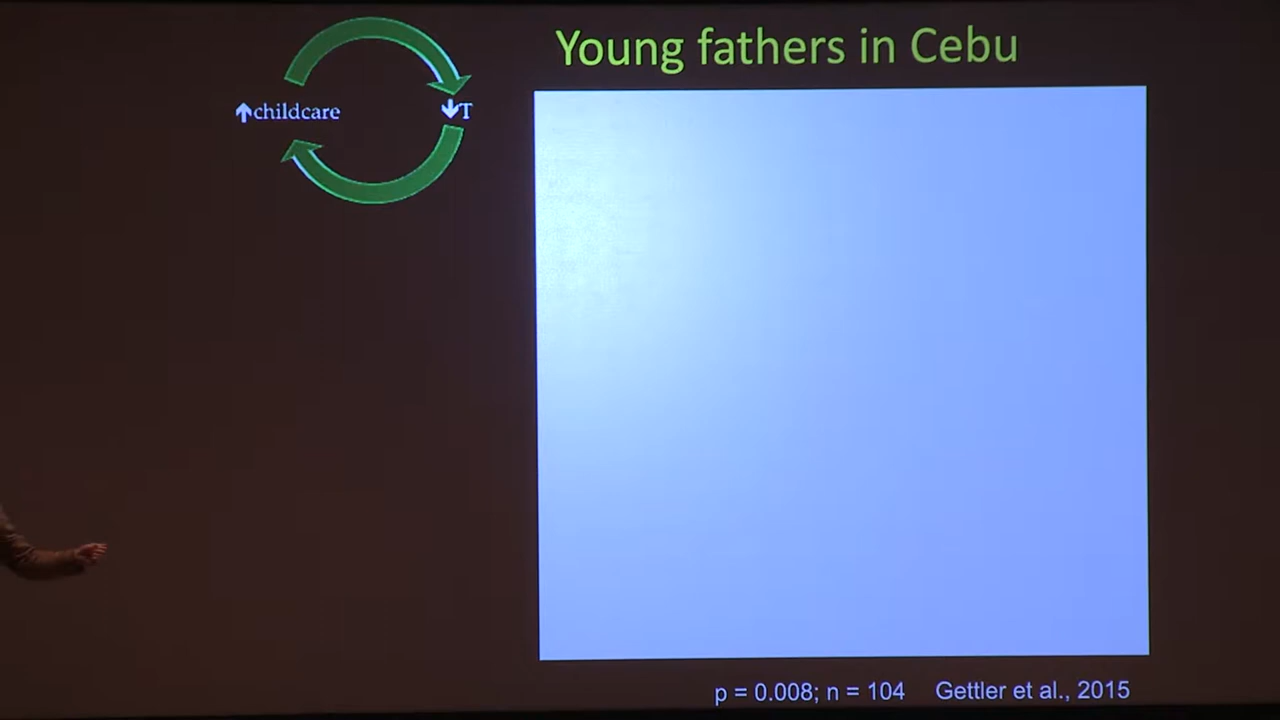 Young fathers in Cebu
↑childcare
↓T
p = 0.008; n = 104 Gettler et al., 2015